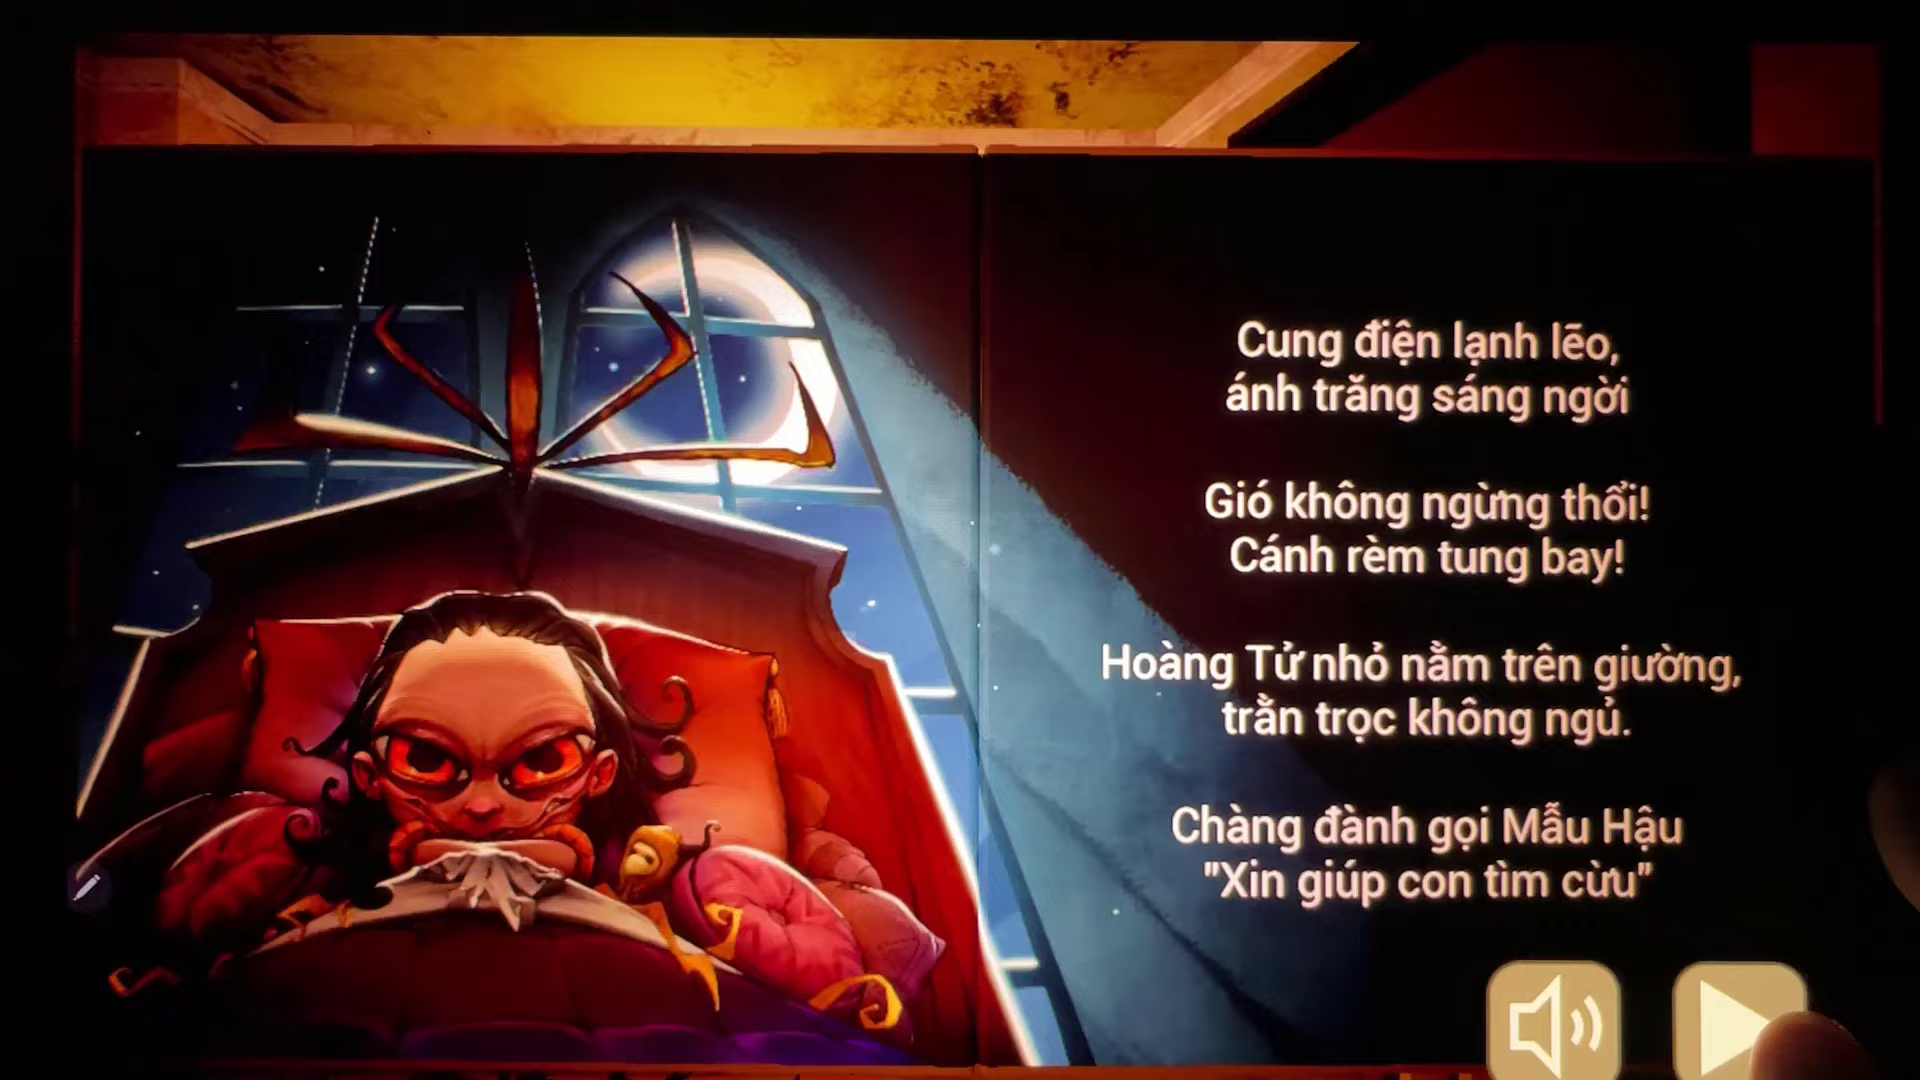 Cung điện lạnh lẽo,
ánh trăng sáng ngời
Gió không ngừng thổi!
Cánh rèm tung bay!
Hoàng Tử nhỏ nằm trên giường,
trằn trọc không ngủ.
Chàng đành gọi Mẫu Hậu
"Xin giúp con tìm cừu"